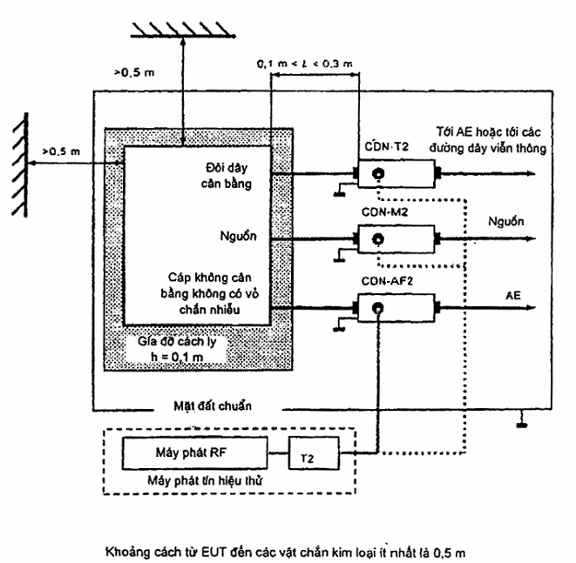 >0,5 m
0,1 m < L < 0,3 m
>0,5 m
CDN-T2
Tới AE hoặc tới các
đường dây viễn thông
Đôi dây
cân bằng
CDN-M2
Nguồn
Nguồn
CDN-AF2
Cáp không cân
bằng không có vỏ
chắn nhiễu
AE
Gía đỡ cách ly
h = 0,1 m
Mặt đất chuẩn
Máy phát RF
T2
Máy phát tín hiệu thử
Khoảng cách từ EUT đến các vật chắn kim loại ít nhất là 0,5 m